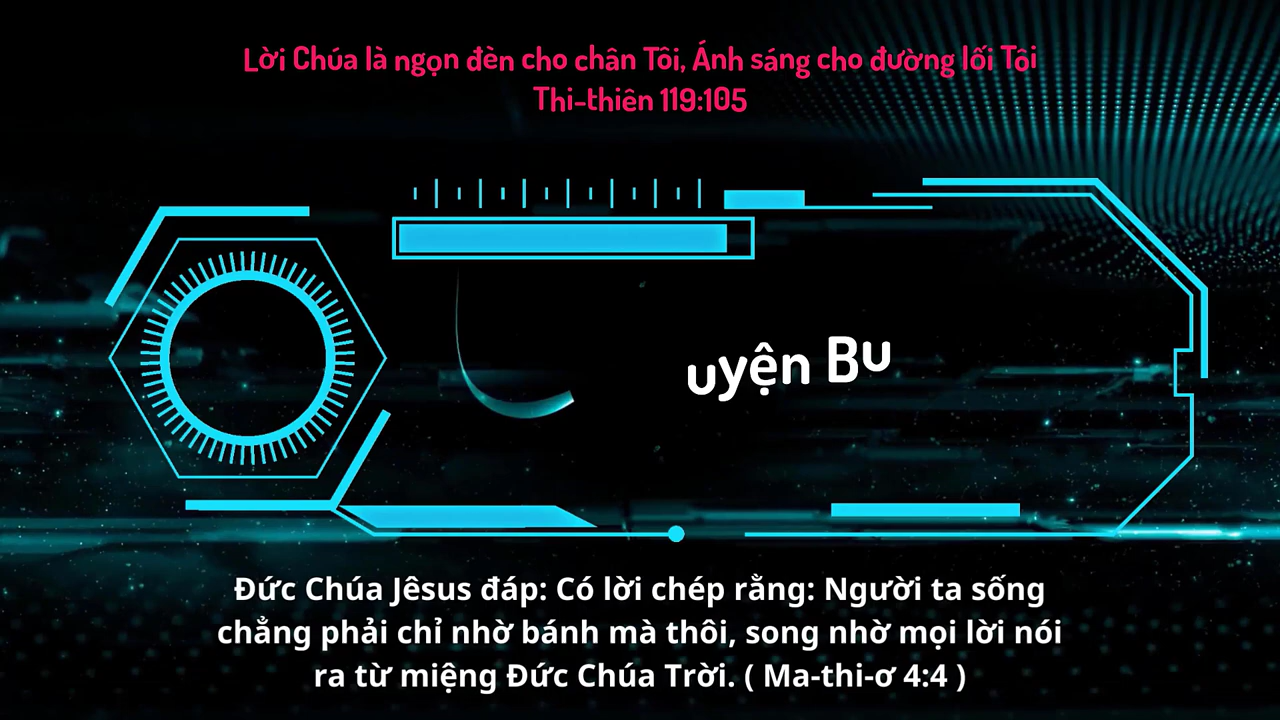 Lời Chúa là ngọn đèn cho chân Tôi, Ánh sáng cho đường lối Tôi
Thi-thiên 119:105
uyện Bu
Đức Chúa Jêsus đáp: Có lời chép rằng: Người ta sống
chẳng phải chỉ nhờ bánh mà thôi, song nhờ mọi lời nói
ra từ miệng Đức Chúa Trời. ( Ma-thi-ơ 4:4 )